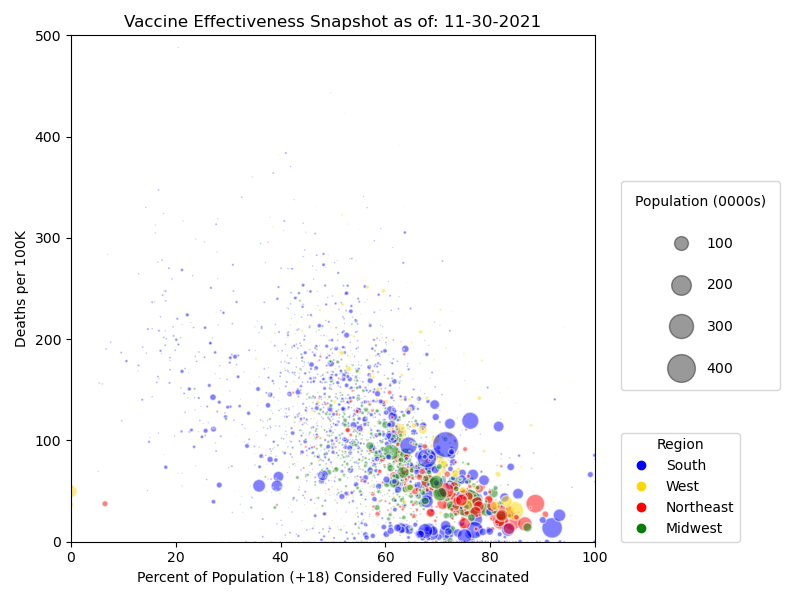 Vaccine Effectiveness Snapshot as of: 11-30-2021
500
400
300
200
100
0
Deaths per 100K
0 20 40 60 80 100
Percent of Population (+18) Considered Fully Vaccinated
Population (0000s)
100
200
300
400
Region
South
West
Northeast
Midwest